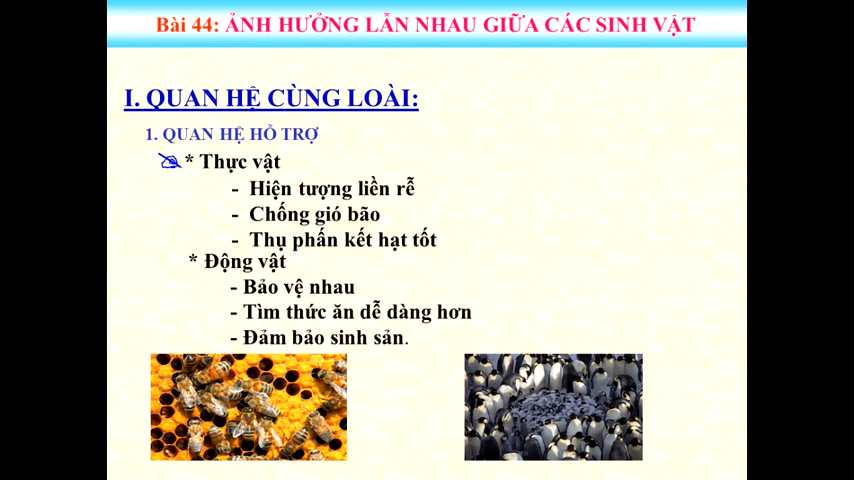 Bài 44: ẢNH HƯỞNG LẪN NHAU GIỮA CÁC SINH VẬT
I. QUAN HỆ CÙNG LOÀI:
1. QUAN HỆ HỖ TRỢ
* Thực vật
- Hiện tượng liền rễ
- Chống gió bão
- Thụ phấn kết hạt tốt
* Động vật
- Bảo vệ nhau
- Tìm thức ăn dễ dàng hơn
- Đảm bảo sinh sản.